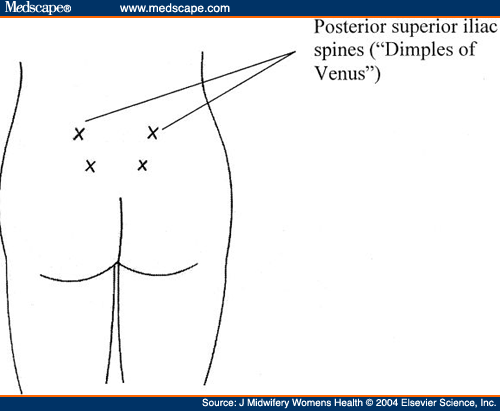 Medscape® www.medscape.com
Posterior superior iliac
spines (“Dimples of
Venus”)
x x
x x
Source: J Midwifery Womens Health © 2004 Elsevier Science, Inc.